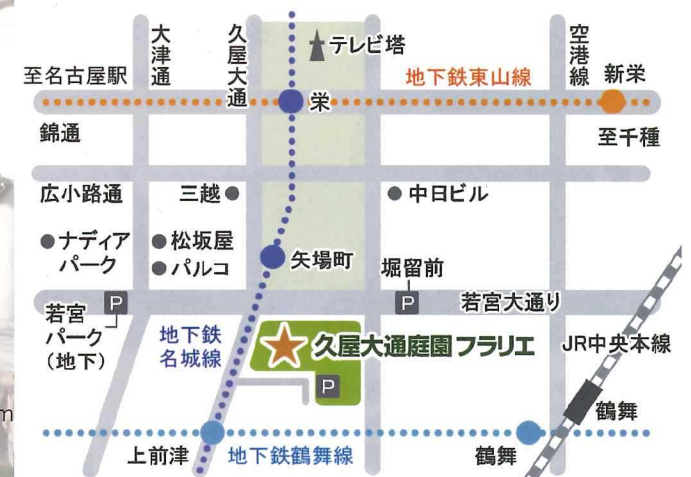 大津通
久屋大通
テレビ塔
空港線
至名古屋駅
地下鉄東山線
新栄
栄
錦通
至千種
広小路通
三越
中日ビル
ナディア
パーク
松坂屋
パルコ
矢場町
堀留前
P
P
若宮大通り
若宮
パーク
(地下)
地下鉄
名城線
久屋大通庭園フラリエ
JR中央本線
P
鶴舞
m
上前津
地下鉄鶴舞線
鶴舞